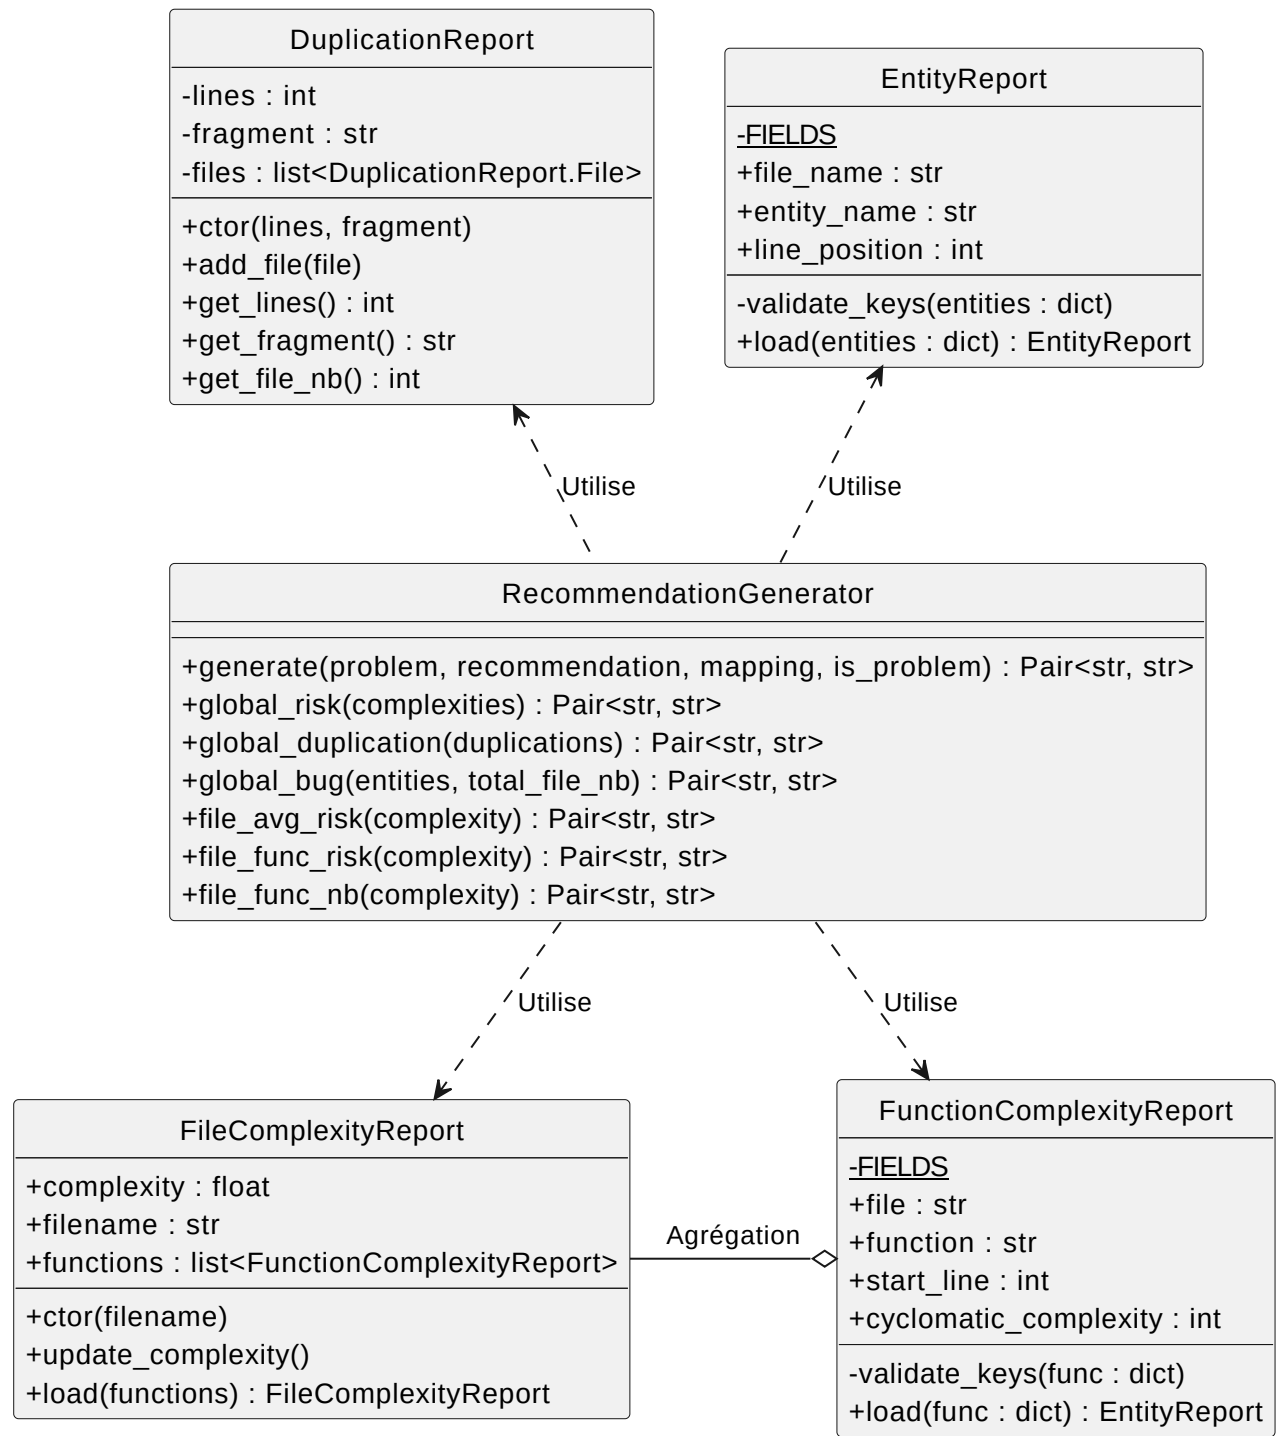 DuplicationReport
-lines : int
-fragment : str
-files : list<DuplicationReport.File>
+ctor(lines, fragment)
+add_file(file)
+get_lines() : int
+get_fragment() : str
+get_file_nb() : int
EntityReport
-FIELDS
+file_name : str
+entity_name : str
+line_position : int
-validate_keys(entities : dict)
+load(entities : dict) : EntityReport
Utilise
Utilise
RecommendationGenerator
+generate(problem, recommendation, mapping, is_problem) : Pair<str, str>
+global_risk(complexities) : Pair<str, str>
+global_duplication(duplications) : Pair<str, str>
+global_bug(entities, total_file_nb) : Pair<str, str>
+file_avg_risk(complexity) : Pair<str, str>
+file_func_risk(complexity) : Pair<str, str>
+file_func_nb(complexity) : Pair<str, str>
Utilise
Utilise
FileComplexityReport
+complexity : float
+filename : str
+functions : list<FunctionComplexityReport>
+ctor(filename)
+update_complexity()
+load(functions) : FileComplexityReport
Agrégation
FunctionComplexityReport
-FIELDS
+file : str
+function : str
+start_line : int
+cyclomatic_complexity : int
-validate_keys(func : dict)
+load(func : dict) : EntityReport